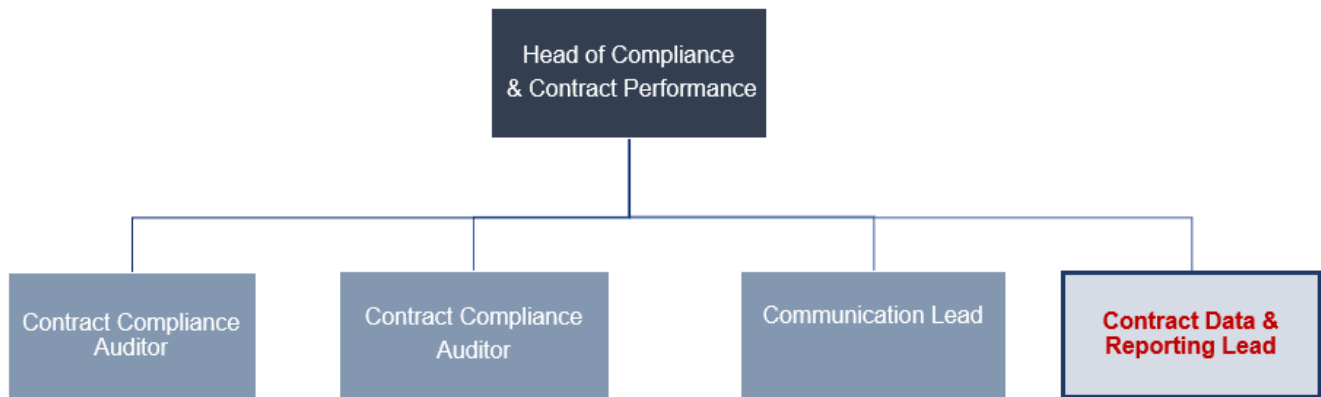 Head of Compliance
& Contract Performance
Contract Compliance
Auditor
Contract Compliance
Auditor
Communication Lead
Contract Data &
Reporting Lead